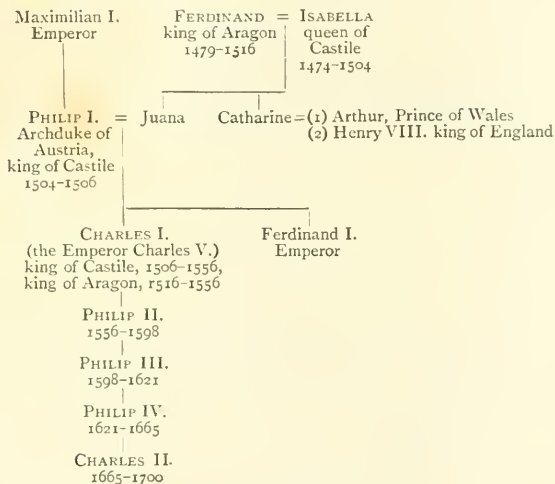 Maximilian I.
Emperor
FERDINAND = ISABELLA
king of Aragon queen of
1479-1516 Castile
1474-1504
PHILIP I. = Juana Catharine=(1) Arthur, Prince of Wales
Archduke of (2) Henry VIII. king of England
Austria,
king of Castile
1504-1506
CHARLES I. Ferdinand I.
(the Emperor Charles V.) Emperor
king of Castile, 1506-1556,
king of Aragon, r516-1556
PHILIP II.
1556-1598
PHILIP III.
1598-1621
PHILIP IV.
1621-1665
CHARLES II.
1665-1700